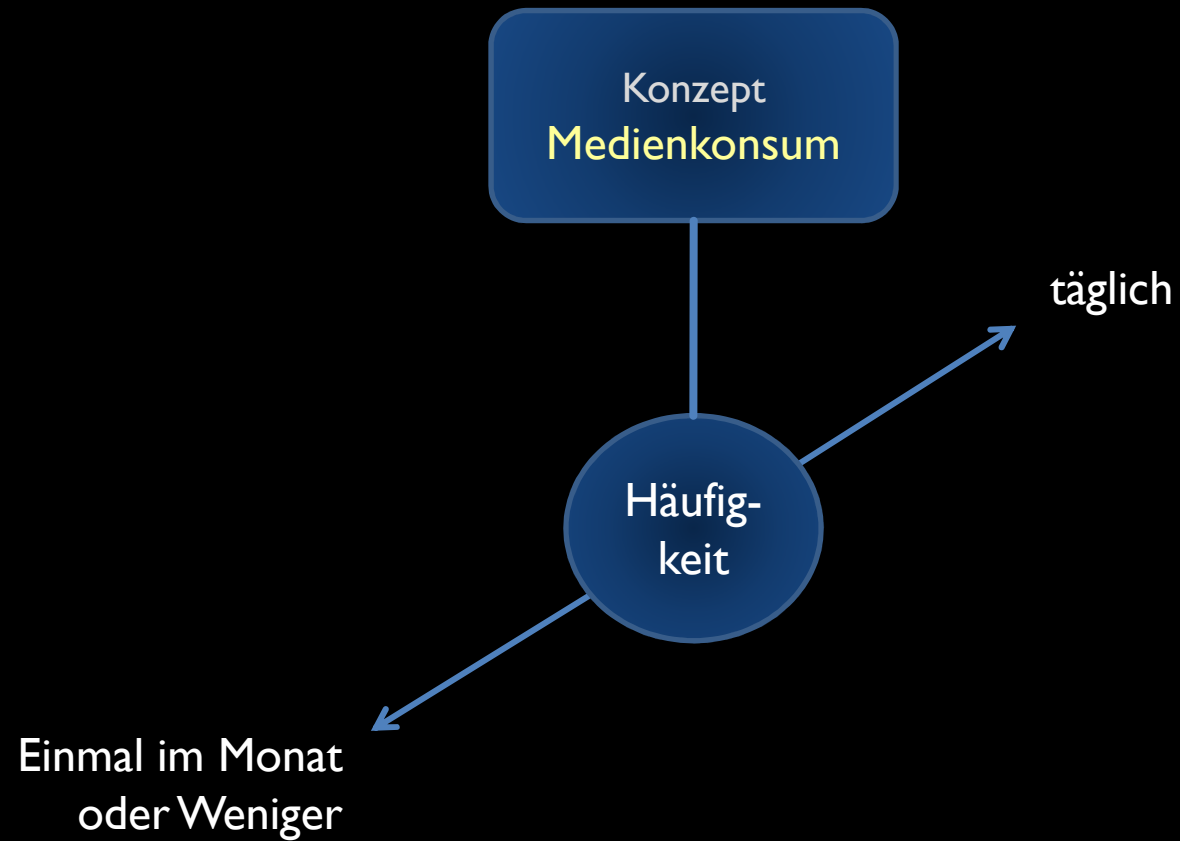 Konzept
Medienkonsum
täglich
Häufig-
keit
Einmal im Monat
oder Weniger